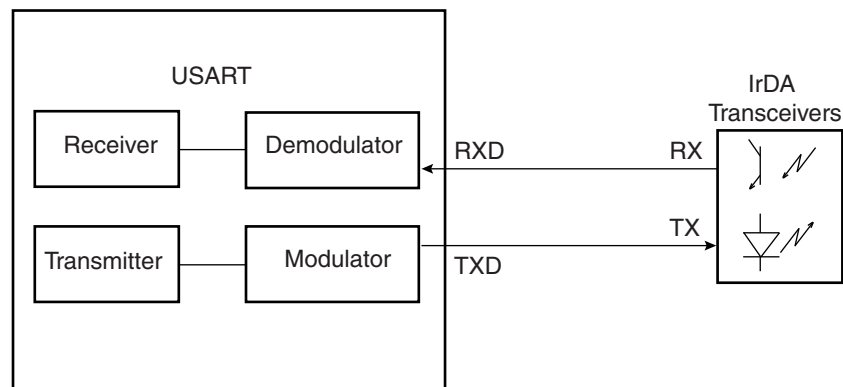 USART
IrDA
Transceivers
Receiver
Demodulator
RXD
RX
Transmitter
Modulator
TXD
TX